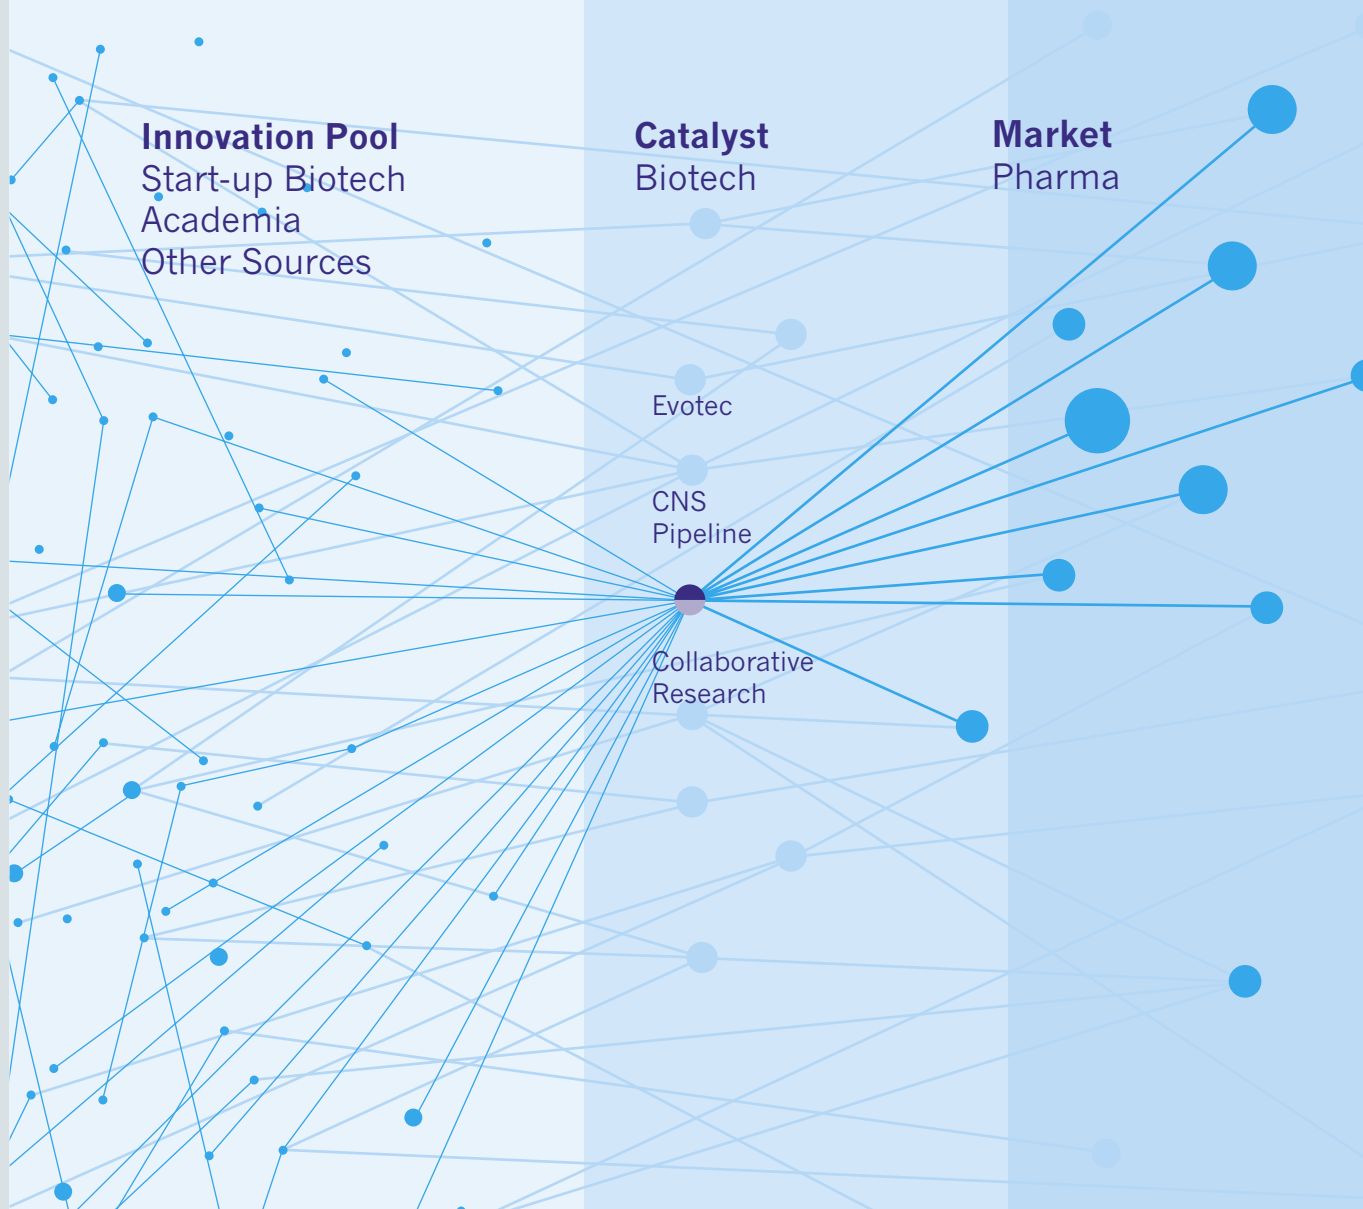 Innovation Pool
Start-up Biotech
Academia
Other Sources
Catalyst
Biotech
Market
Pharma
Evotec
CNS
Pipeline
Collaborative
Research